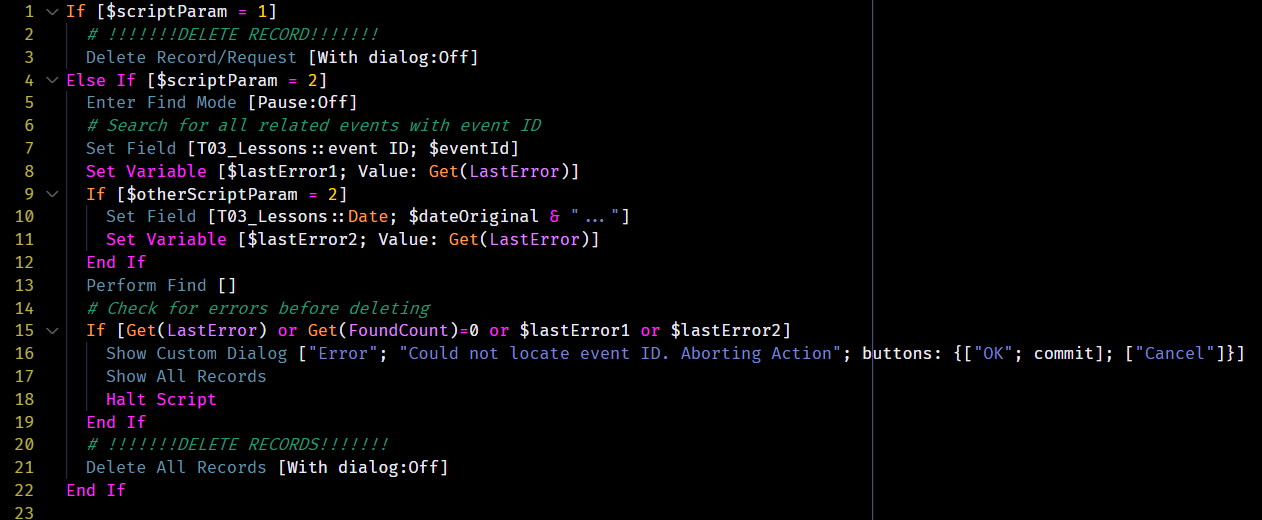 1 If [$scriptParam = 1]
2 # !!!!!!!DELETE RECORD!!!!!!!
3 Delete Record/Request [With dialog:Off]
4 Else If [$scriptParam = 2]
5 Enter Find Mode [Pause:Off]
6 # Search for all related events with event ID
7 Set Field [T03_Lessons::event ID; $eventId]
8 Set Variable [$lastError1; Value: Get(LastError)]
9 If [$otherScriptParam = 2]
10 Set Field [T03_Lessons::Date; $dateOriginal & "..."]
11 Set Variable [$lastError2; Value: Get(LastError)]
12 End If
13 Perform Find []
14 # Check for errors before deleting
15 If [Get(LastError) or Get(FoundCount)=0 or $lastError1 or $lastError2]
16 Show Custom Dialog ["Error"; "Could not locate event ID. Aborting Action"; buttons: {["OK"; commit]; ["Cancel"]}]
17 Show All Records
18 Halt Script
19 End If
20 # !!!!!!!DELETE RECORDS!!!!!!!
21 Delete All Records [With dialog:Off]
22 End If
23